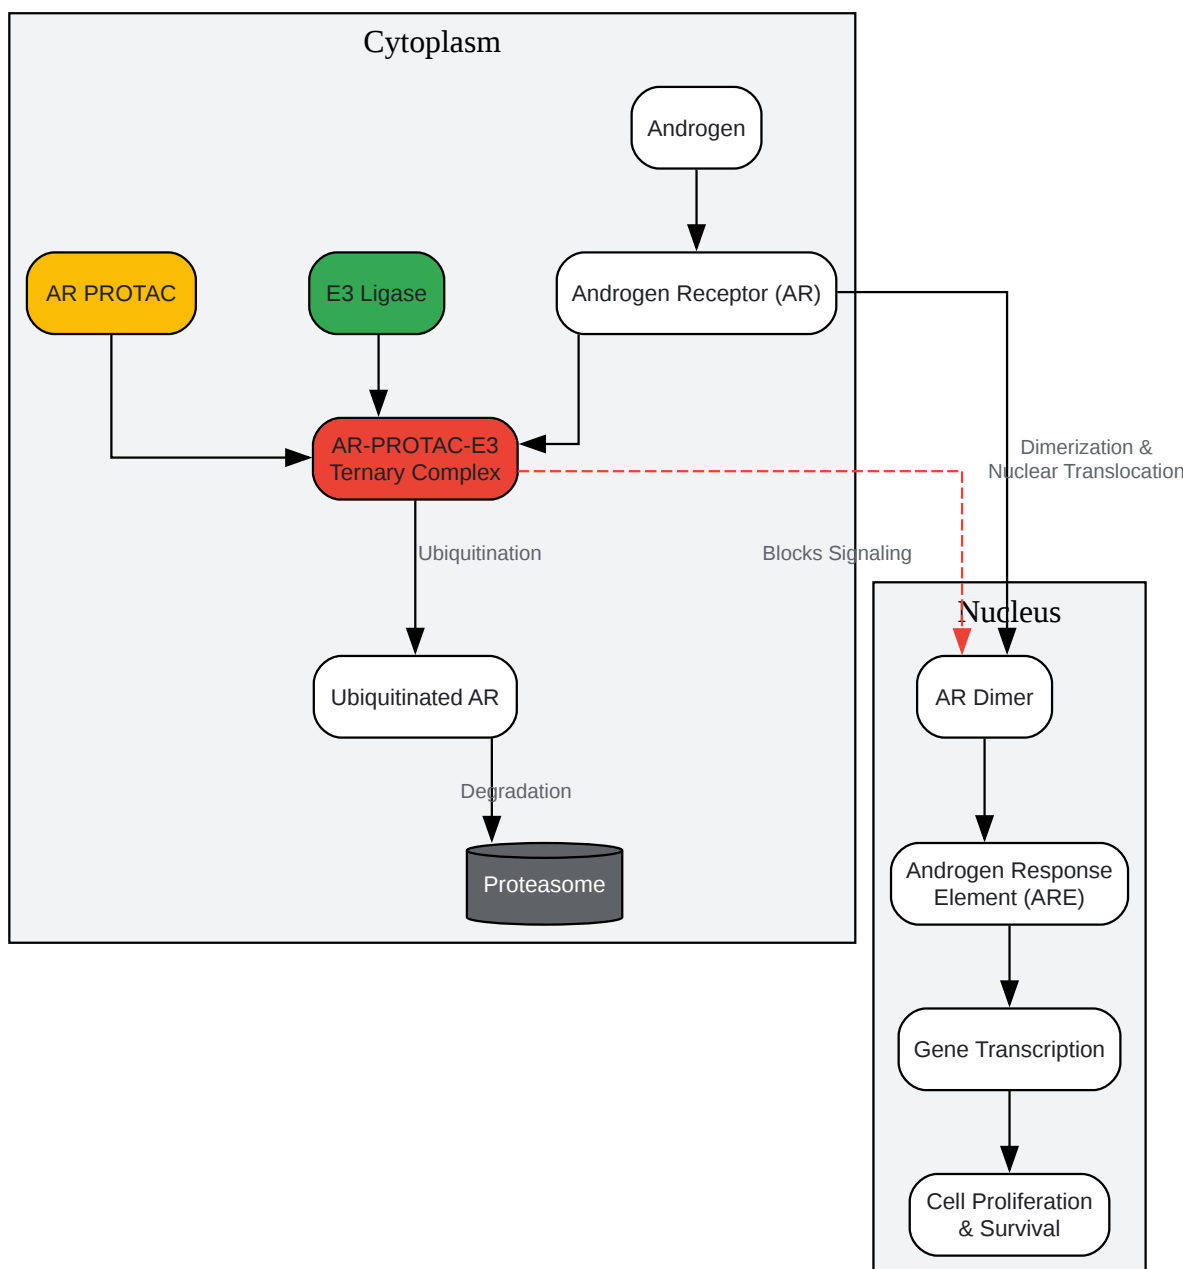 Cytoplasm
Androgen
AR PROTAC
E3 Ligase
Androgen Receptor (AR)
AR-PROTAC-E3
Ternary Complex
Dimerization &
Nuclear Translocation
Ubiquitination
Blocks Signaling
Nucleus
Ubiquitinated AR
AR Dimer
Degradation
Proteasome
Androgen Response
Element (ARE)
Gene Transcription
Cell Proliferation
& Survival